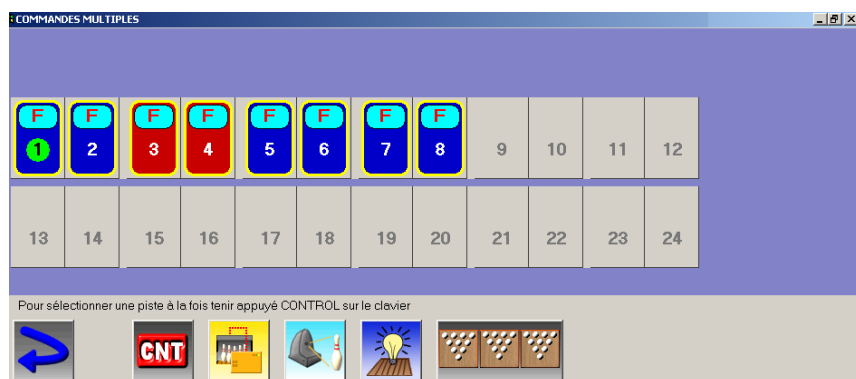 COMMANDES MULTIPLES
F F F F F F F F
1 2 3 4 5 6 7 8 9 10 11 12
13 14 15 16 17 18 19 20 21 22 23 24
Pour sélectionner une piste à la fois tenir appuyé CONTROL sur le clavier
CNT